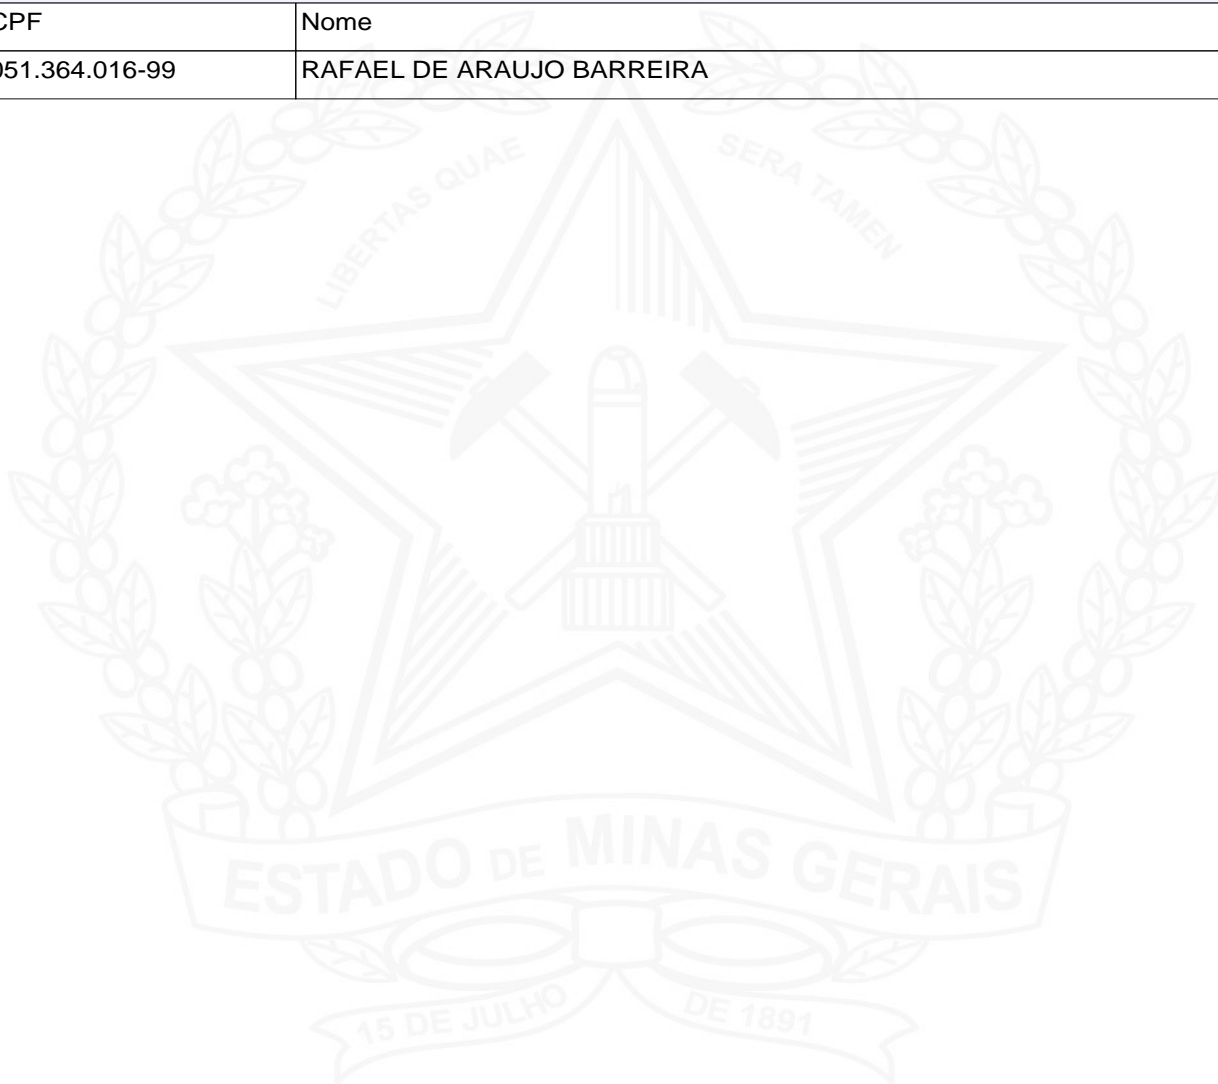 CPF Nome
051.364.016-99 RAFAEL DE ARAUJO BARREIRA
LIBERTAS QUAE SERA TAMEN
ESTADO DE MINAS GERAIS
15 DE JULHO DE 1891